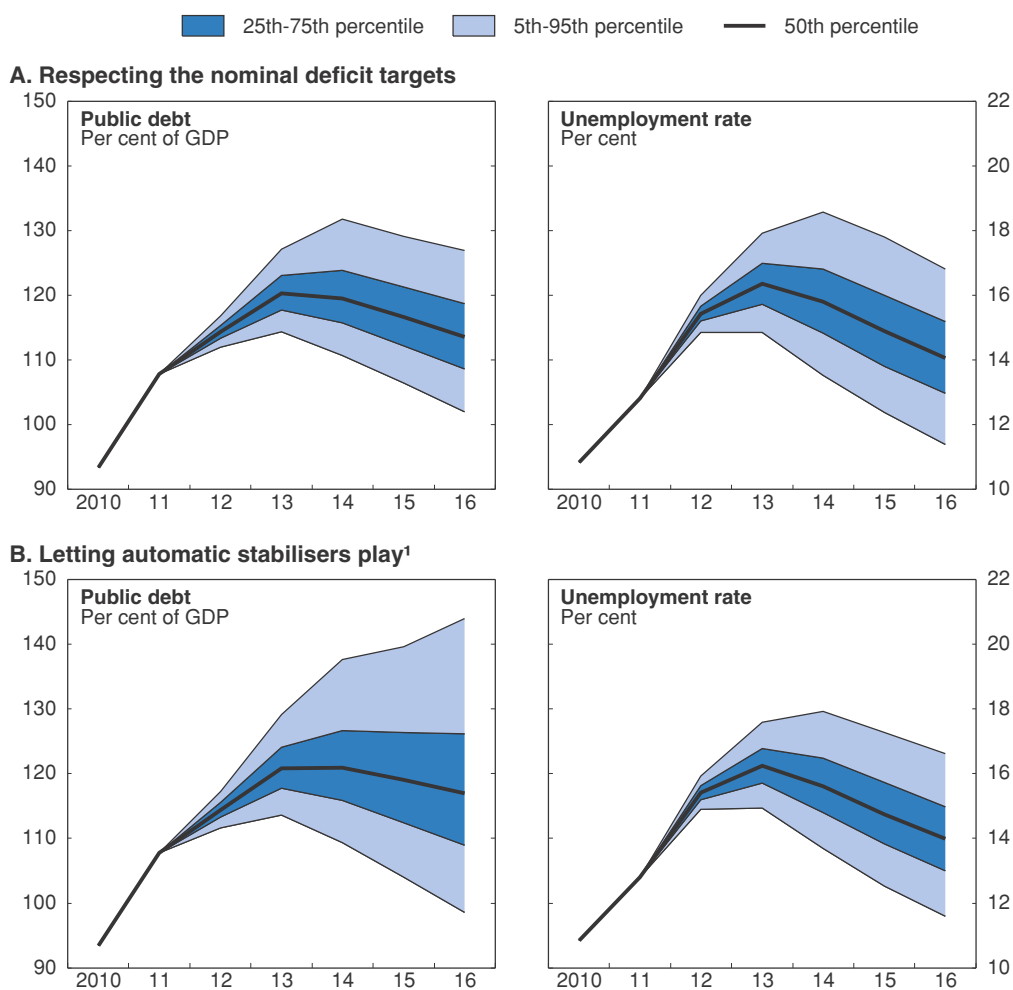 25th-75th percentile 5th-95th percentile 50th percentile
A. Respecting the nominal deficit targets
Public debt
Per cent of GDP
150
140
130
120
110
100
90
2010 11 12 13 14 15 16
Unemployment rate
Per cent
22
20
18
16
14
12
10
2010 11 12 13 14 15 16
B. Letting automatic stabilisers play¹
Public debt
Per cent of GDP
150
140
130
120
110
100
90
2010 11 12 13 14 15 16
Unemployment rate
Per cent
22
20
18
16
14
12
10
2010 11 12 13 14 15 16